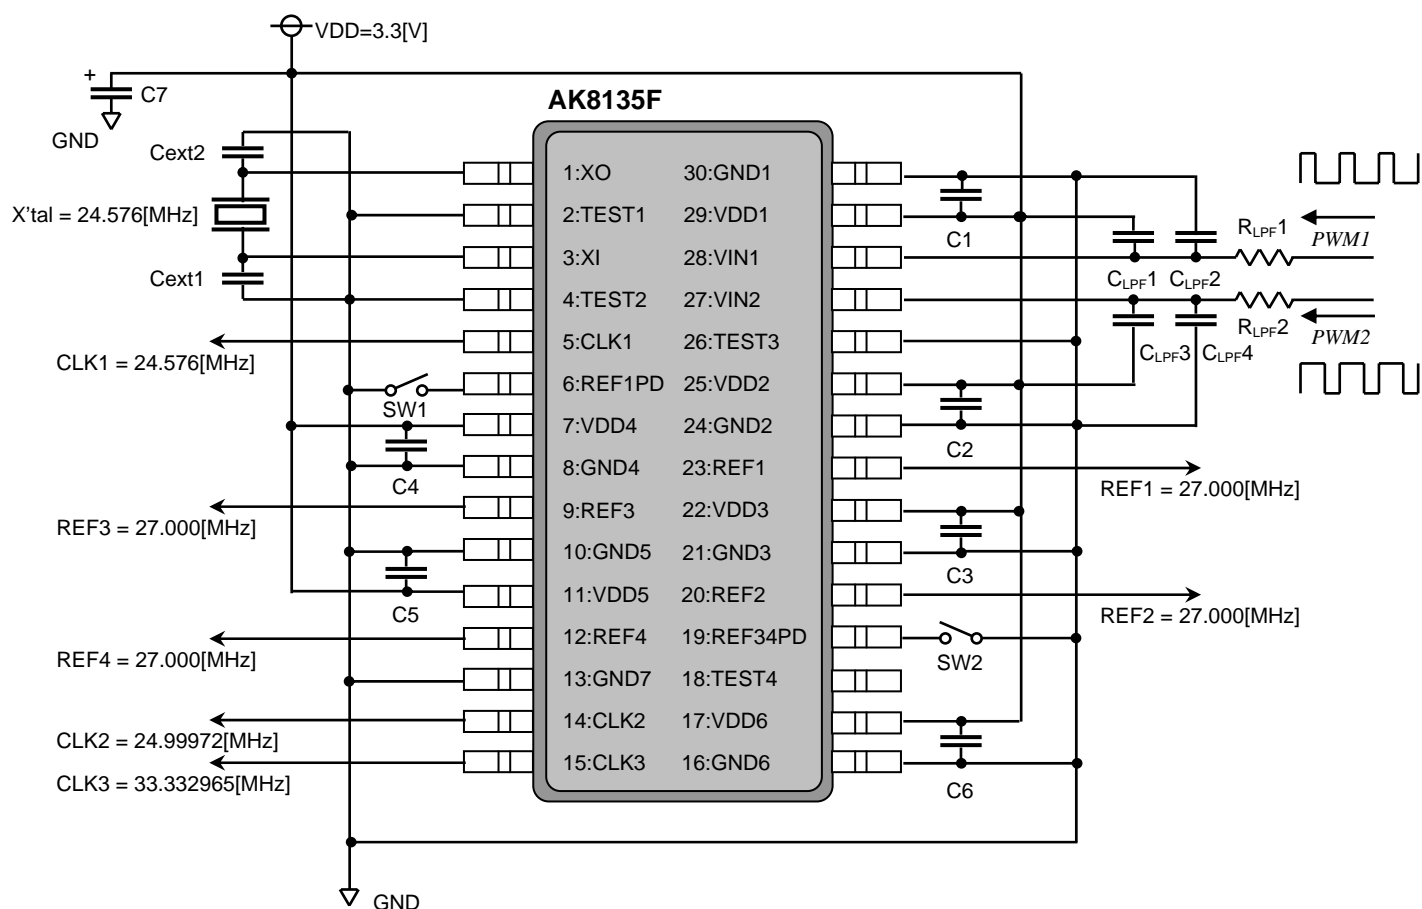 VDD=3.3[V]
+
C7
GND
AK8135F
Cext2
X'tal = 24.576[MHz]
Cext1
CLK1 = 24.576[MHz]
SW1
C4
REF3 = 27.000[MHz]
C5
REF4 = 27.000[MHz]
CLK2 = 24.99972[MHz]
CLK3 = 33.332965[MHz]
GND
1:XO 30:GND1
2:TEST1 29:VDD1
3:XI 28:VIN1
4:TEST2 27:VIN2
5:CLK1 26:TEST3
6:REF1PD 25:VDD2
7:VDD4 24:GND2
8:GND4 23:REF1
9:REF3 22:VDD3
10:GND5 21:GND3
11:VDD5 20:REF2
12:REF4 19:REF34PD
13:GND7 18:TEST4
14:CLK2 17:VDD6
15:CLK3 16:GND6
C1
RLPF1
PWM1
CLPF1 CLPF2
RLPF2
PWM2
CLPF3 CLPF4
C2
REF1 = 27.000[MHz]
C3
REF2 = 27.000[MHz]
SW2
C6